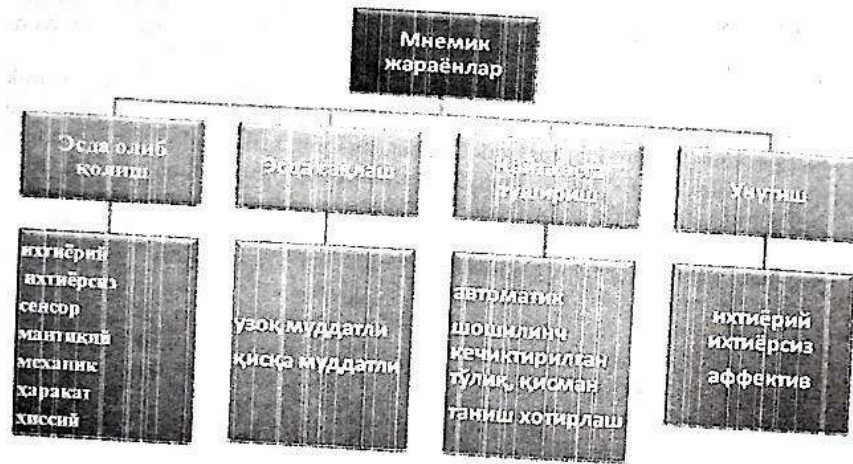 Мнемик
жараёнлар
Эсда олиб
қолиш
Эсда сақлаш
тушириш
Унутиш
ихтиёрий
ихтиёрсиз
сенсор
мантиқий
механик
ҳаракат
ҳиссий
узоқ муддатли
қисқа муддатли
автоматик
шошилинч
кечиктирилган
тўлиқ, қисман
таниш хотирлаш
ихтиёрий
ихтиёрсиз
аффектив